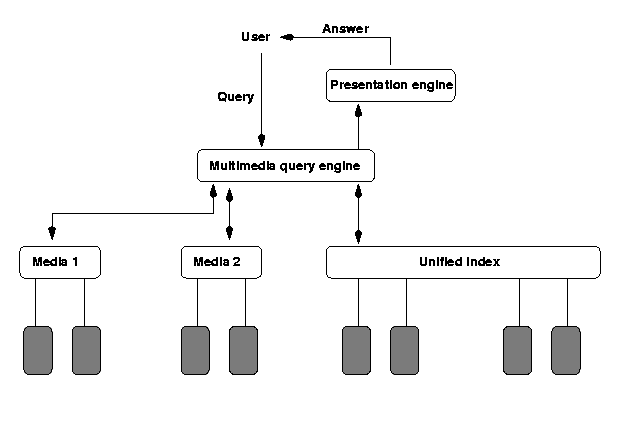 Answer
User
Presentation engine
Query
Multimedia query engine
Media 1
Media 2
Unified index